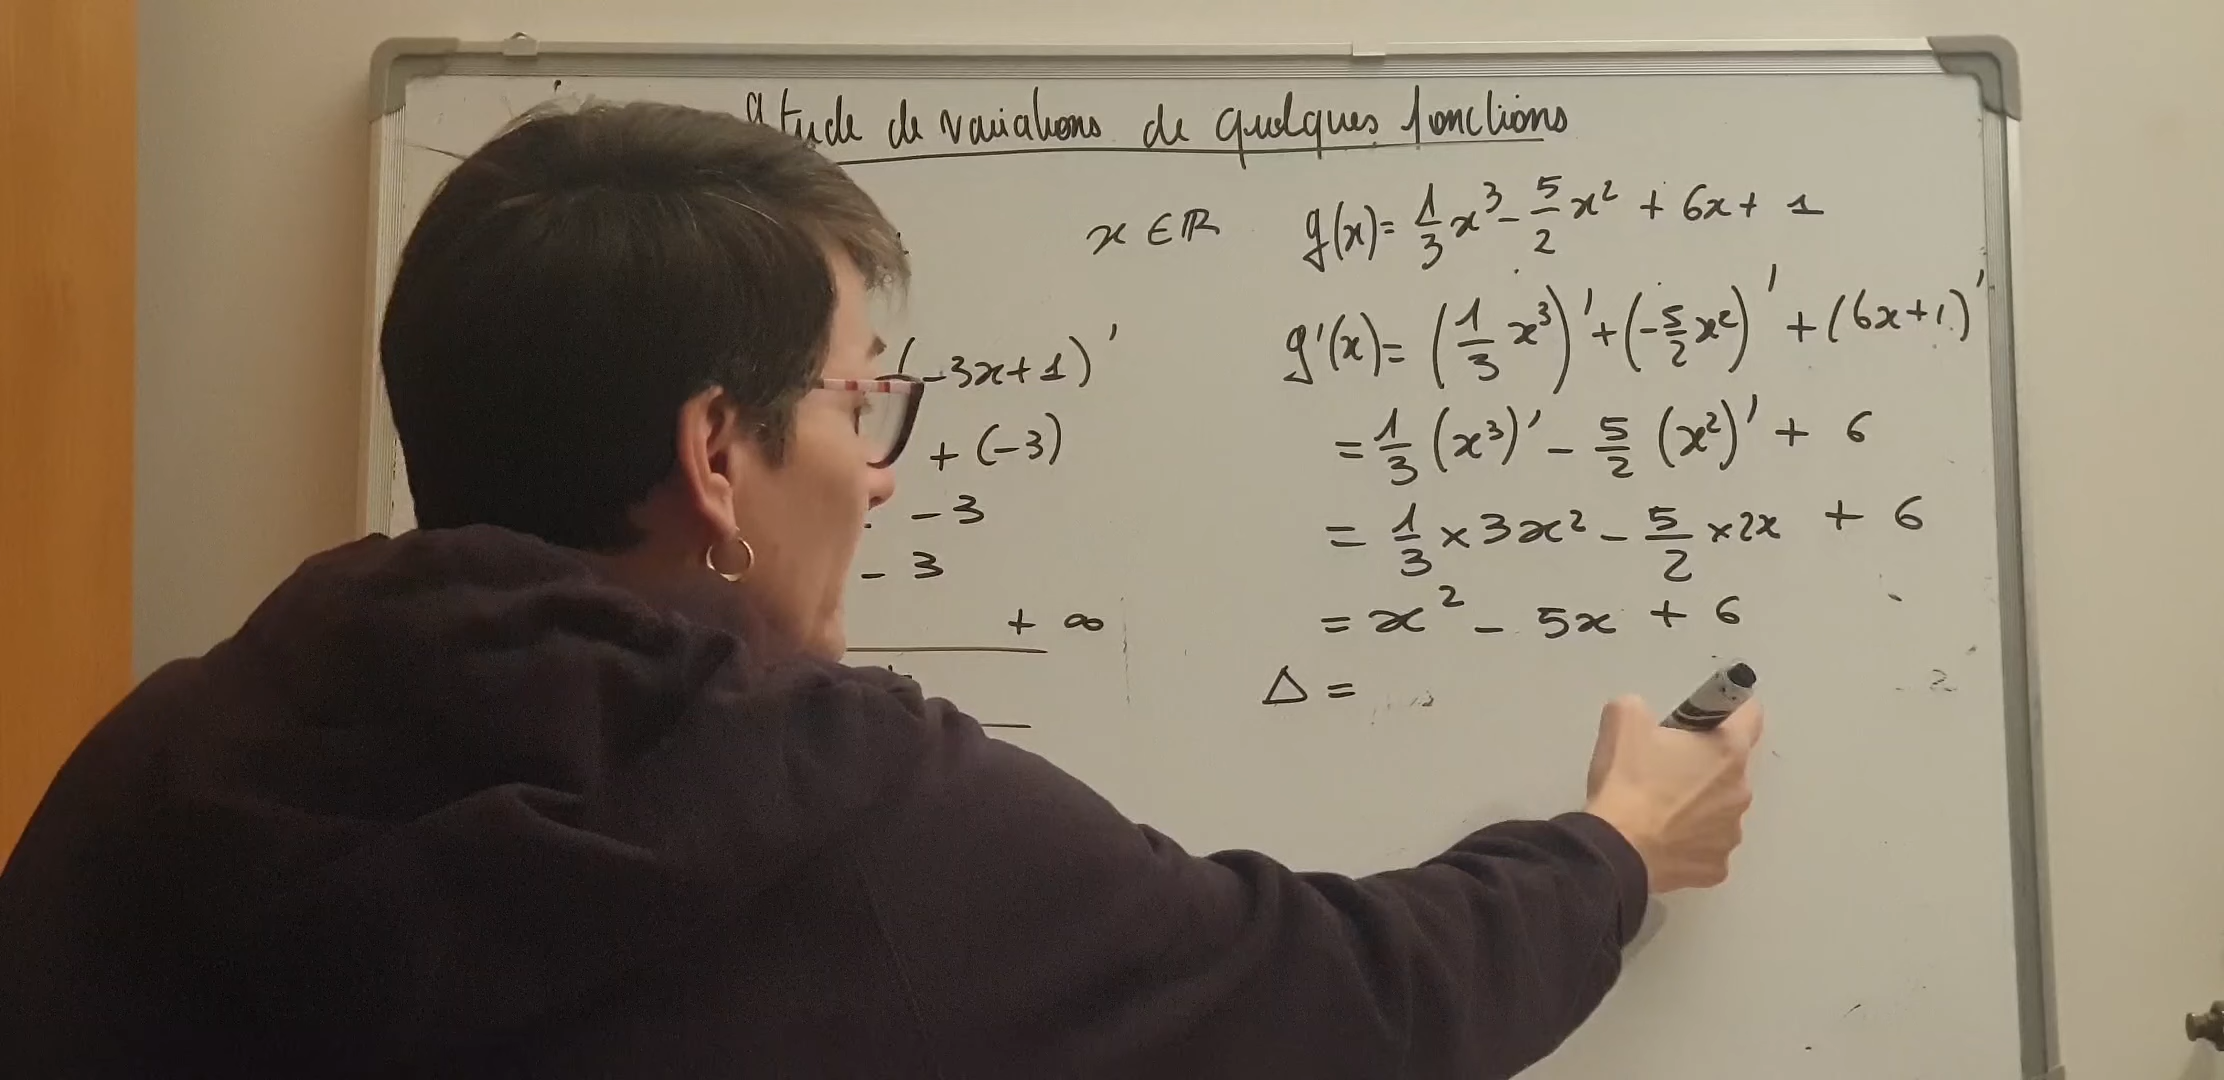 Etude de variations de quelques fonctions
x ∈ ℝ
(-3x+1)'
+ (-3)
- 3
- 3
+ ∞
g(x)= 1/3 x³ - 5/2 x² + 6x + 1
g'(x)= (1/3 x³)' + (-5/2 x²)' + (6x+1)'
= 1/3 (x³)' - 5/2 (x²)' + 6
= 1/3 × 3x² - 5/2 × 2x + 6
= x² - 5x + 6
Δ =